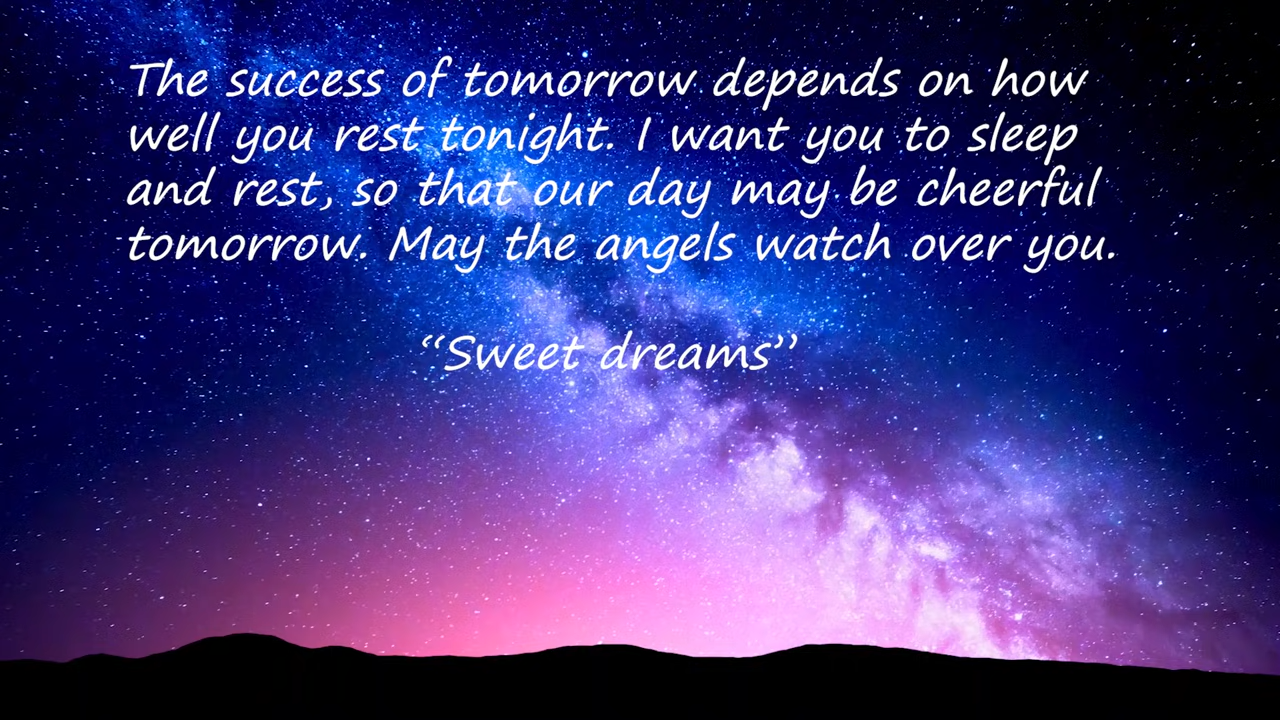 The success of tomorrow depends on how
well you rest tonight. I want you to sleep
and rest, so that our day may be cheerful
tomorrow. May the angels watch over you.
“Sweet dreams”